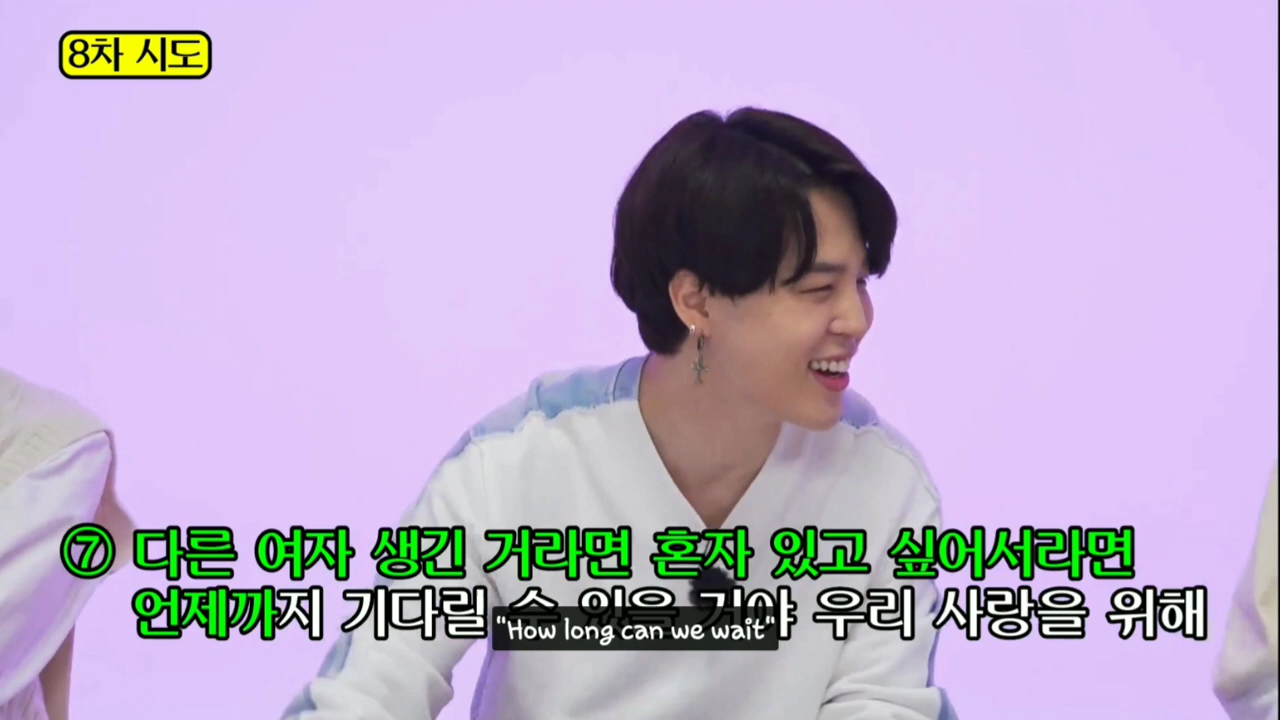 8차 시도
⑦ 다른 여자 생긴 거라면 혼자 있고 싶어서라면
언제까지 기다릴 수 있을 거야 우리 사랑을 위해
"How long can we wait"